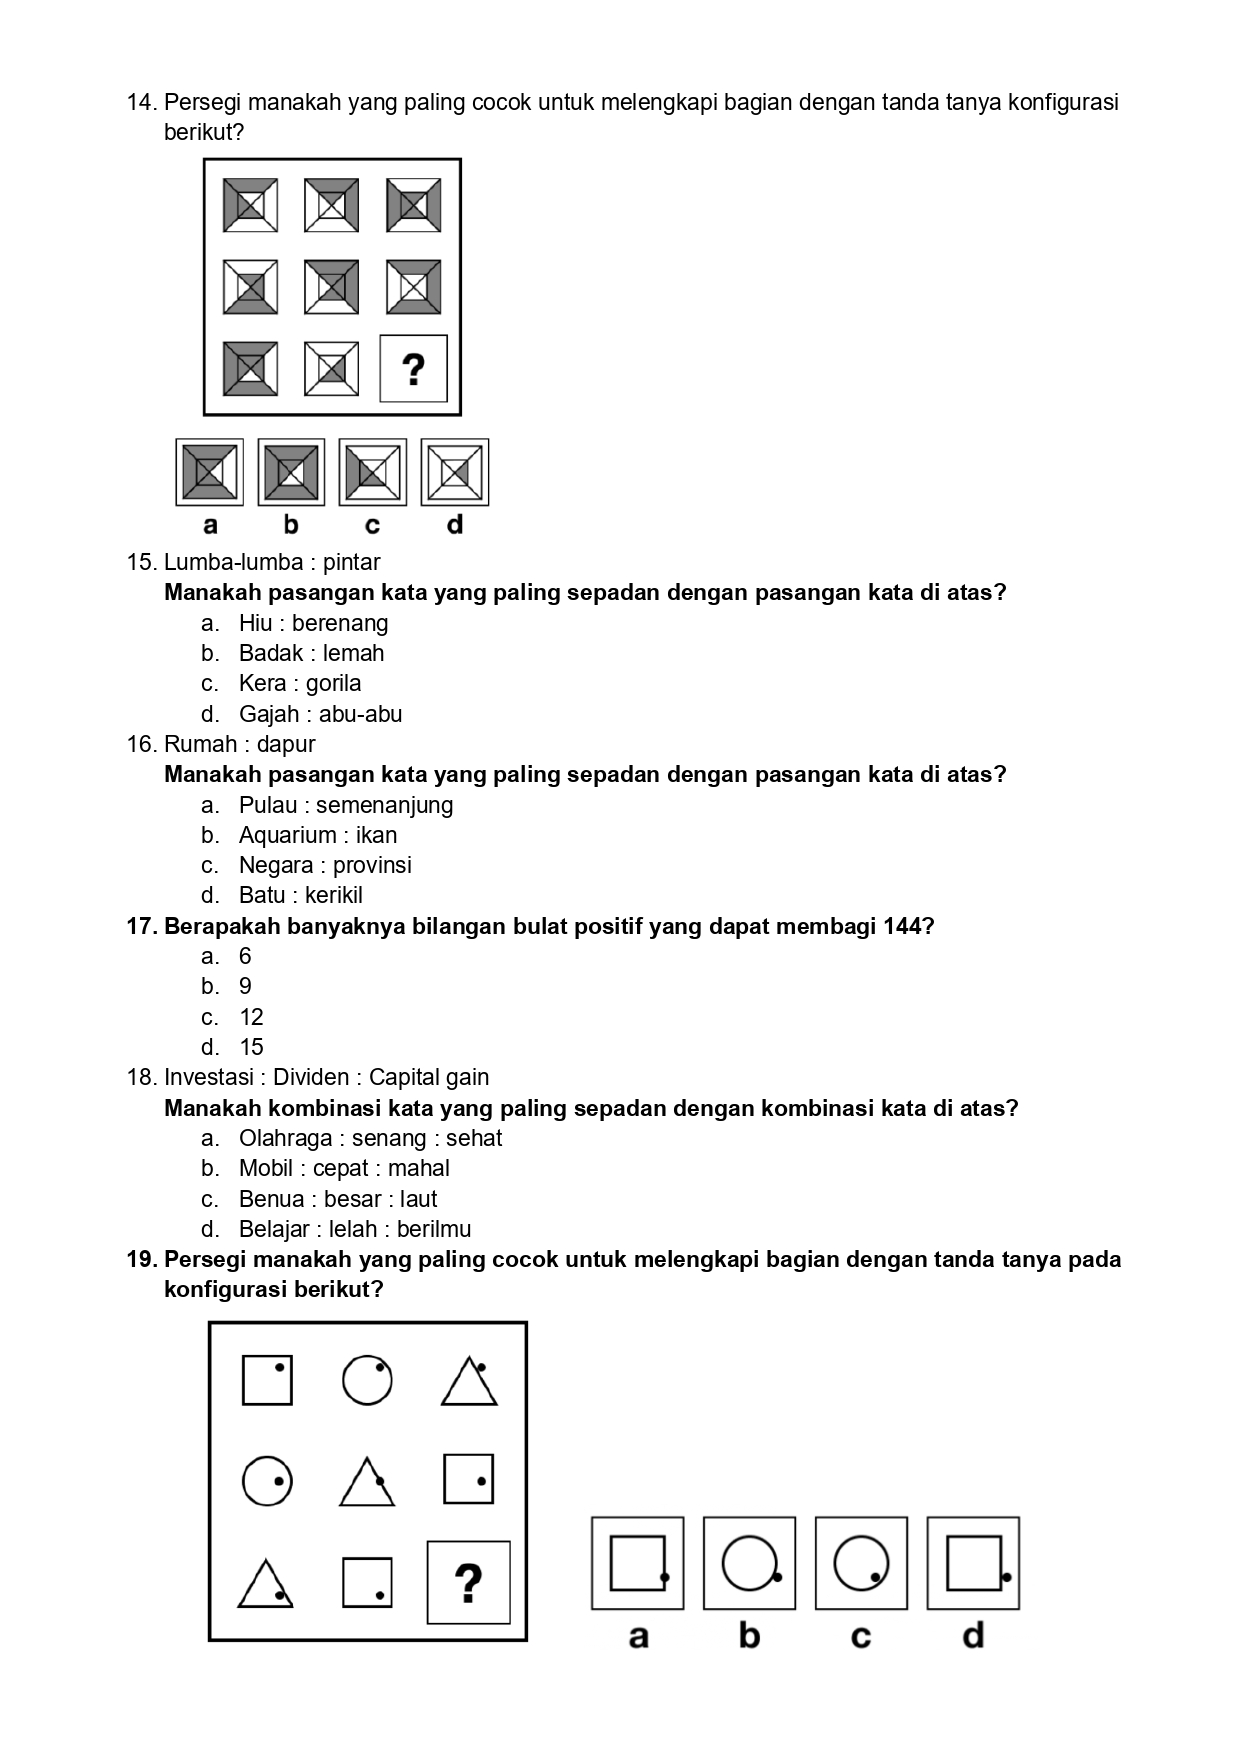 14. Persegi manakah yang paling cocok untuk melengkapi bagian dengan tanda tanya konfigurasi
berikut?
?
a b c d
15. Lumba-lumba : pintar
Manakah pasangan kata yang paling sepadan dengan pasangan kata di atas?
a. Hiu : berenang
b. Badak : lemah
c. Kera : gorila
d. Gajah : abu-abu
16. Rumah : dapur
Manakah pasangan kata yang paling sepadan dengan pasangan kata di atas?
a. Pulau : semenanjung
b. Aquarium : ikan
c. Negara : provinsi
d. Batu : kerikil
17. Berapakah banyaknya bilangan bulat positif yang dapat membagi 144?
a. 6
b. 9
c. 12
d. 15
18. Investasi : Dividen : Capital gain
Manakah kombinasi kata yang paling sepadan dengan kombinasi kata di atas?
a. Olahraga : senang : sehat
b. Mobil : cepat : mahal
c. Benua : besar : laut
d. Belajar : lelah : berilmu
19. Persegi manakah yang paling cocok untuk melengkapi bagian dengan tanda tanya pada
konfigurasi berikut?
?
a b c d